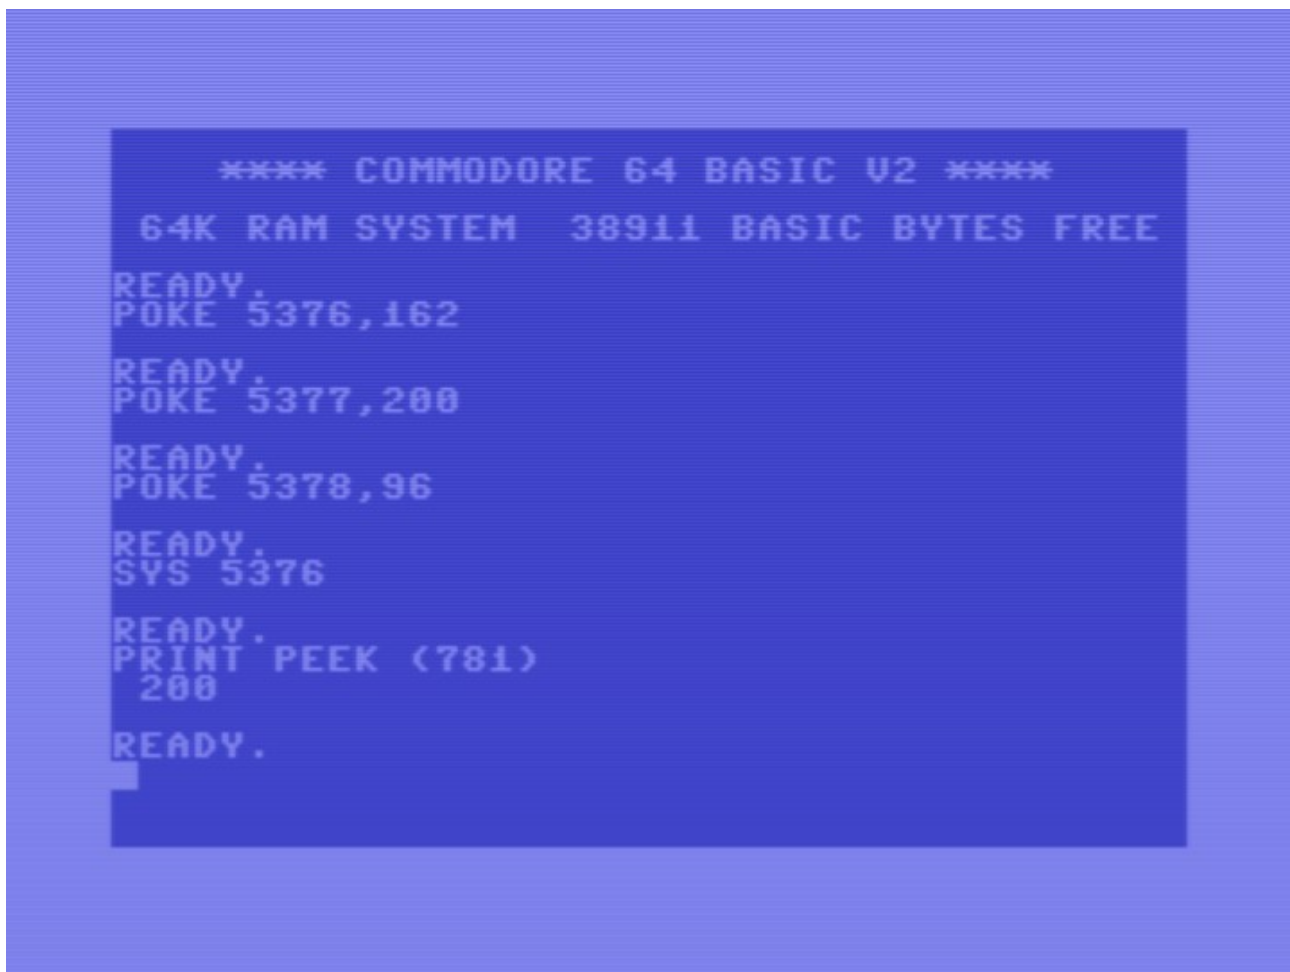 **** COMMODORE 64 BASIC V2 ****
64K RAM SYSTEM  38911 BASIC BYTES FREE
READY.
POKE 5376,162
READY.
POKE 5377,200
READY.
POKE 5378,96
READY.
SYS 5376
READY.
PRINT PEEK (781)
200
READY.